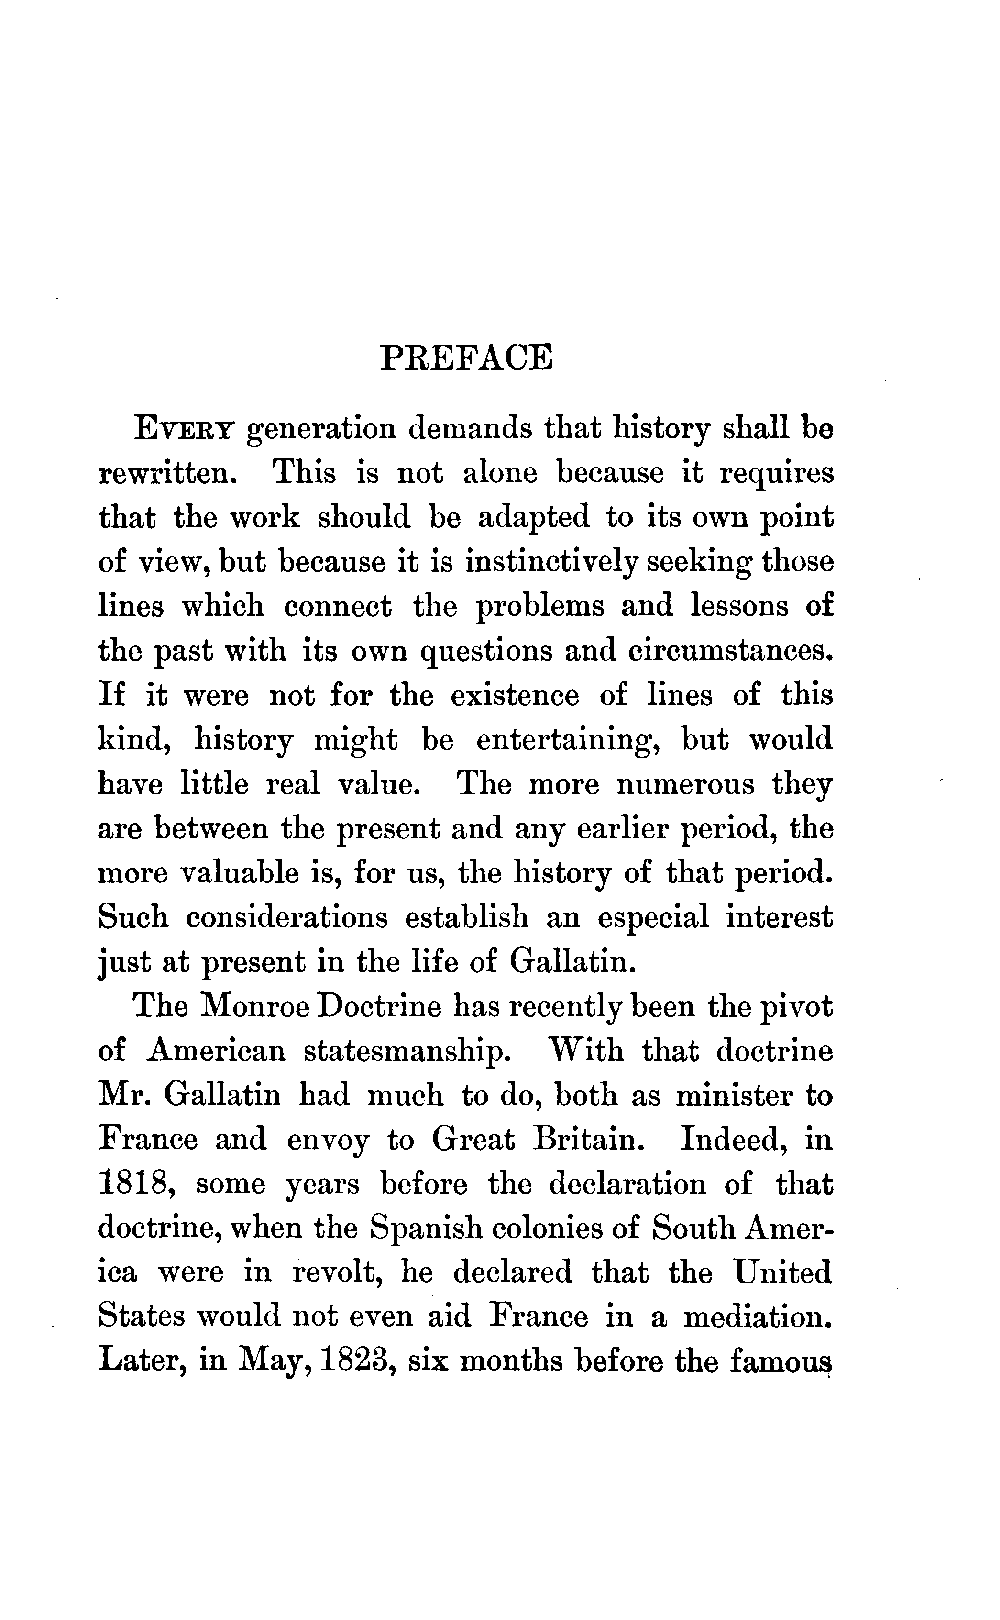 PREFACE
EVERY generation demands that history shall be
rewritten. This is not alone because it requires
that the work should be adapted to its own point
of view, but because it is instinctively seeking those
lines which connect the problems and lessons of
the past with its own questions and circumstances.
If it were not for the existence of lines of this
kind, history might be entertaining, but would
have little real value. The more numerous they
are between the present and any earlier period, the
more valuable is, for us, the history of that period.
Such considerations establish an especial interest
just at present in the life of Gallatin.
The Monroe Doctrine has recently been the pivot
of American statesmanship. With that doctrine
Mr. Gallatin had much to do, both as minister to
France and envoy to Great Britain. Indeed, in
1818, some years before the declaration of that
doctrine, when the Spanish colonies of South Amer-
ica were in revolt, he declared that the United
States would not even aid France in a mediation.
Later, in May, 1823, six months before the famous